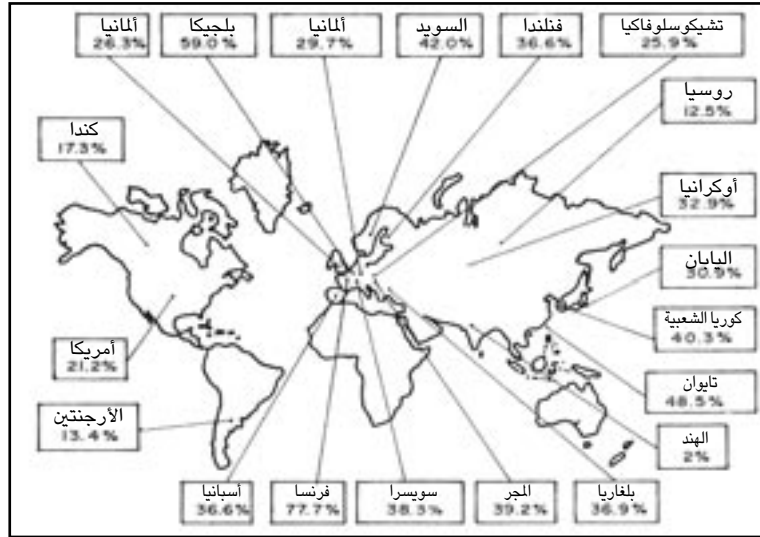 ألمانيا
26.3%
بلجيكا
59.0%
ألمانيا
29.7%
السويد
42.0%
فنلندا
36.6%
تشيكوسلوفاكيا
25.9%
روسيا
12.5%
كندا
17.3%
أوكرانيا
32.9%
اليابان
30.9%
كوريا الشعبية
40.3%
أمريكا
21.2%
تايوان
48.5%
الأرجنتين
13.4%
الهند
2%
أسبانيا
36.6%
فرنسا
77.7%
سويسرا
38.3%
المجر
39.2%
بلغاريا
36.9%